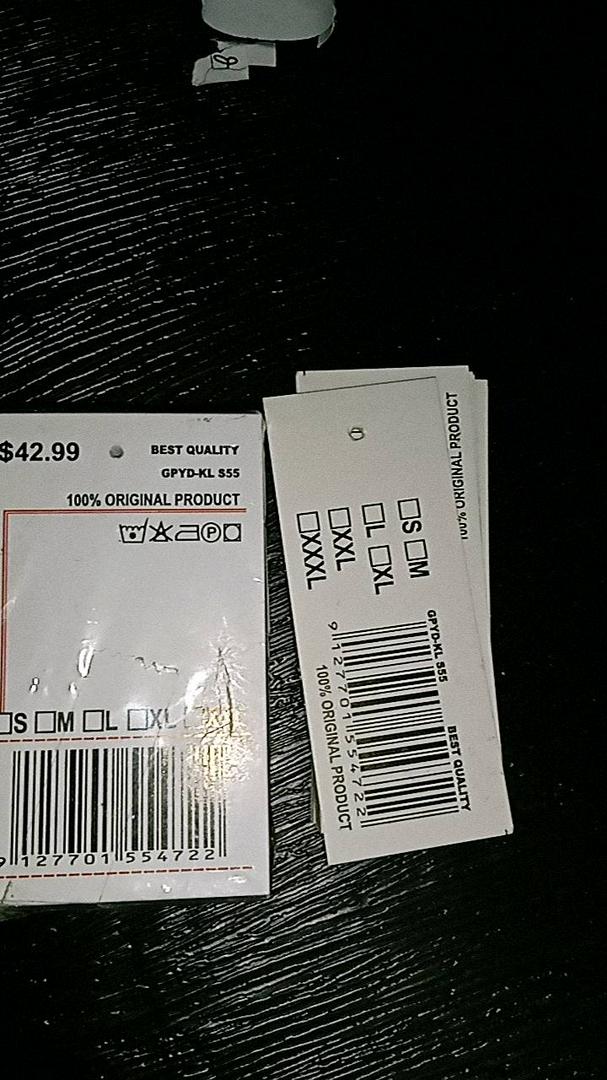 $42.99
BEST QUALITY
GPYD-KL S55
100% ORIGINAL PRODUCT
P
S M L XL
9 127701 554722
100% ORIGINAL PRODUCT
S M
L XL
XXL
XXXL
GPYD-KL S55
BEST QUALITY
9 127701 554722
100% ORIGINAL PRODUCT